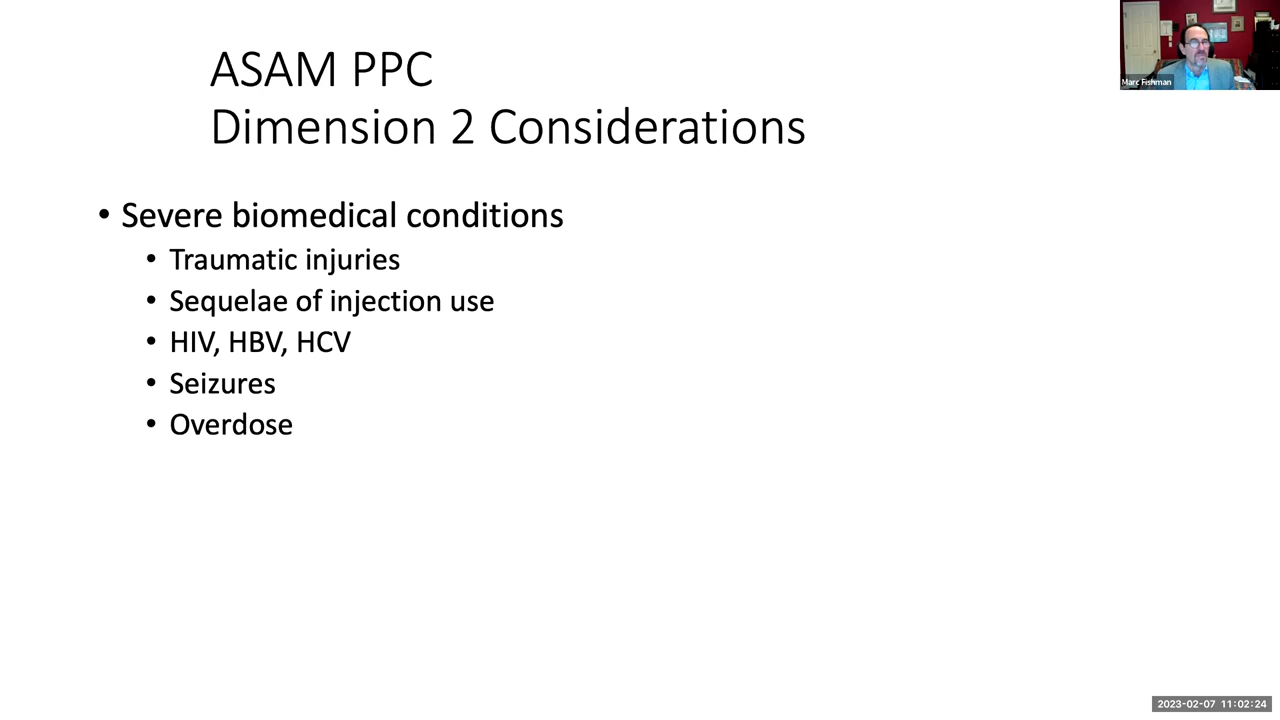 ASAM PPC
Dimension 2 Considerations
• Severe biomedical conditions
• Traumatic injuries
• Sequelae of injection use
• HIV, HBV, HCV
• Seizures
• Overdose
Marc Fishman
2023-02-07 11:02:24